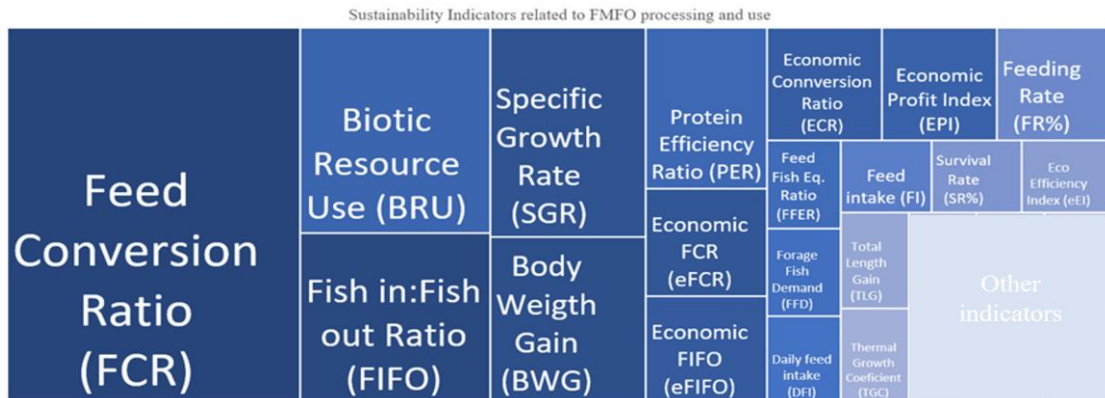 Sustainability Indicators related to FMFO processing and use
Feed
Conversion
Ratio
(FCR)
Biotic
Resource
Use (BRU)
Fish in:Fish
out Ratio
(FIFO)
Specific
Growth
Rate
(SGR)
Body
Weigth
Gain
(BWG)
Protein
Efficiency
Ratio (PER)
Economic
FCR
(eFCR)
Economic
FIFO
(eFIFO)
Economic
Connversion
Ratio
(ECR)
Economic
Profit Index
(EPI)
Feeding
Rate
(FR%)
Feed
Fish Eq.
Ratio
(FFER)
Feed
intake (FI)
Survival
Rate
(SR%)
Eco
Efficiency
Index (eEI)
Forage
Fish
Demand
(FFD)
Total
Length
Gain
(TLG)
Daily feed
intake
(DFI)
Thermal
Growth
Coeficient
(TGC)
Other
indicators